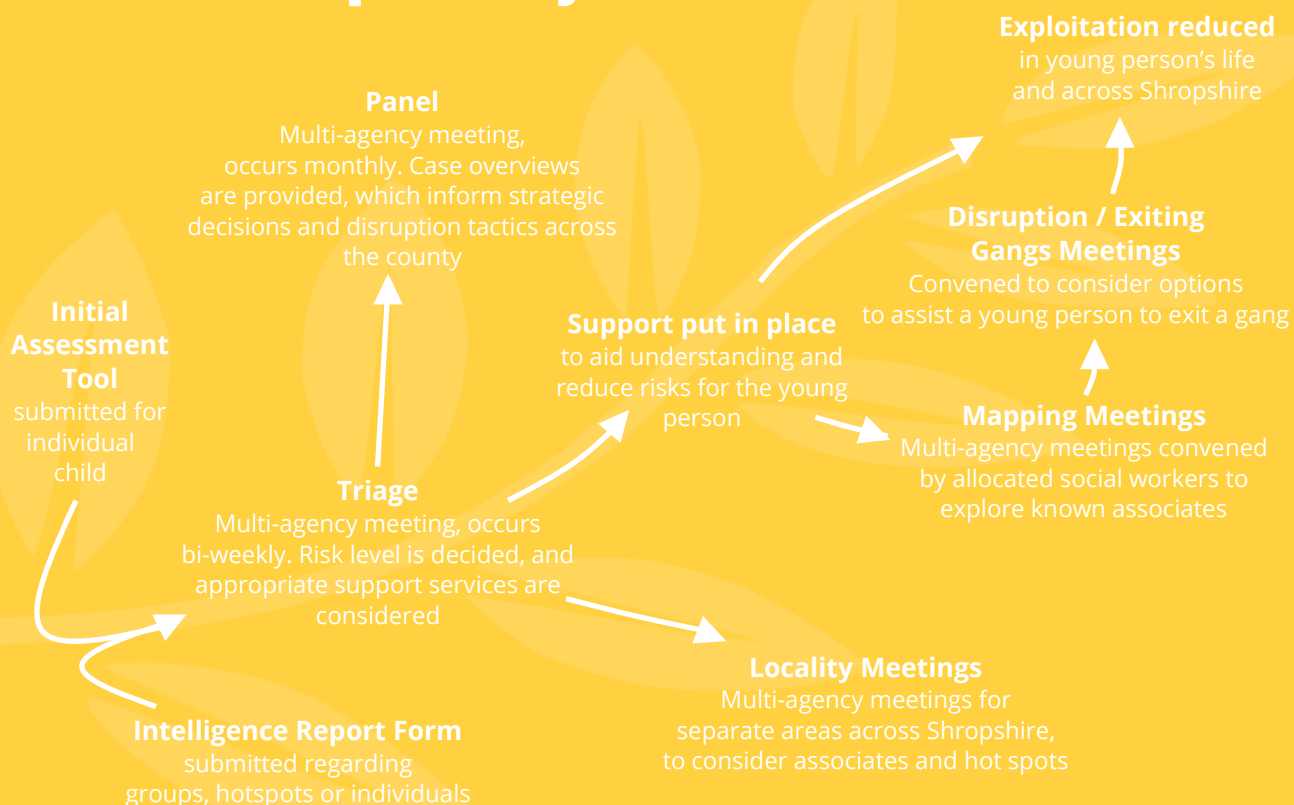 Exploitation reduced
in young person's life
and across Shropshire
Panel
Multi-agency meeting,
occurs monthly. Case overviews
are provided, which inform strategic
decisions and disruption tactics across
the county
Disruption / Exiting
Gangs Meetings
Convened to consider options
to assist a young person to exit a gang
Initial
Assessment
Tool
submitted for
individual
child
Support put in place
to aid understanding and
reduce risks for the young
person
Mapping Meetings
Multi-agency meetings convened
by allocated social workers to
explore known associates
Triage
Multi-agency meeting, occurs
bi-weekly. Risk level is decided, and
appropriate support services are
considered
Locality Meetings
Multi-agency meetings for
separate areas across Shropshire,
to consider associates and hot spots
Intelligence Report Form
submitted regarding
groups, hotspots or individuals